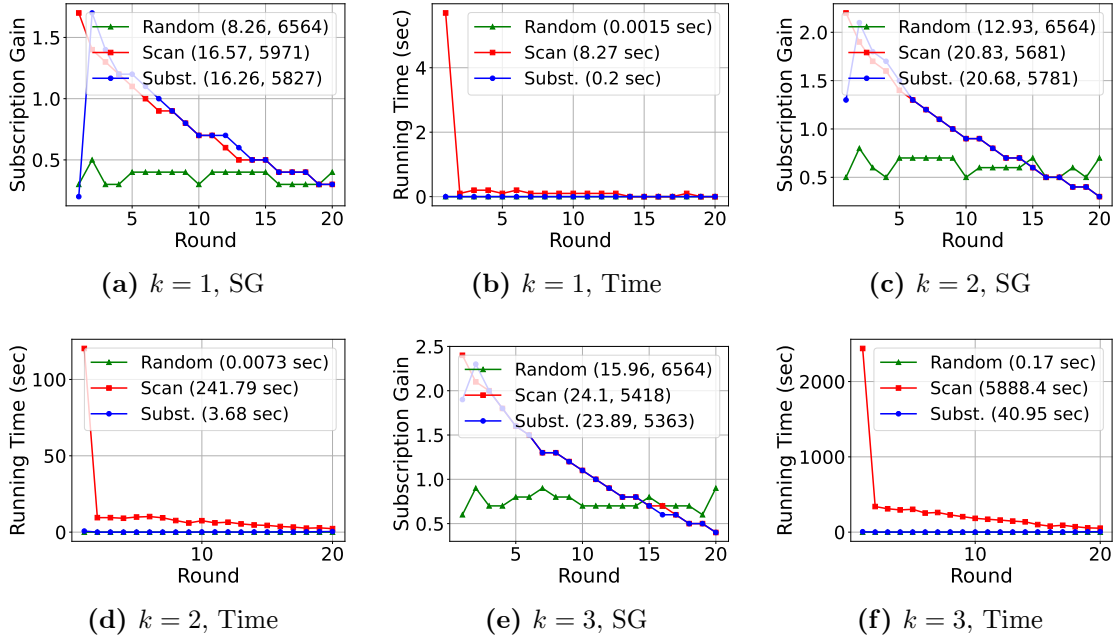 Subscription Gain
1.5
1.0
0.5
Random (8.26, 6564)
Scan (16.57, 5971)
Subst. (16.26, 5827)
5 10 15 20
Round
(a) k = 1, SG
Running Time (sec)
4
2
0
Random (0.0015 sec)
Scan (8.27 sec)
Subst. (0.2 sec)
5 10 15 20
Round
(b) k = 1, Time
Subscription Gain
2.0
1.5
1.0
0.5
Random (12.93, 6564)
Scan (20.83, 5681)
Subst. (20.68, 5781)
5 10 15 20
Round
(c) k = 2, SG
Running Time (sec)
100
50
0
Random (0.0073 sec)
Scan (241.79 sec)
Subst. (3.68 sec)
10 20
Round
(d) k = 2, Time
Subscription Gain
2.5
2.0
1.5
1.0
0.5
Random (15.96, 6564)
Scan (24.1, 5418)
Subst. (23.89, 5363)
5 10 15 20
Round
(e) k = 3, SG
Running Time (sec)
2000
1000
0
Random (0.17 sec)
Scan (5888.4 sec)
Subst. (40.95 sec)
10 20
Round
(f) k = 3, Time